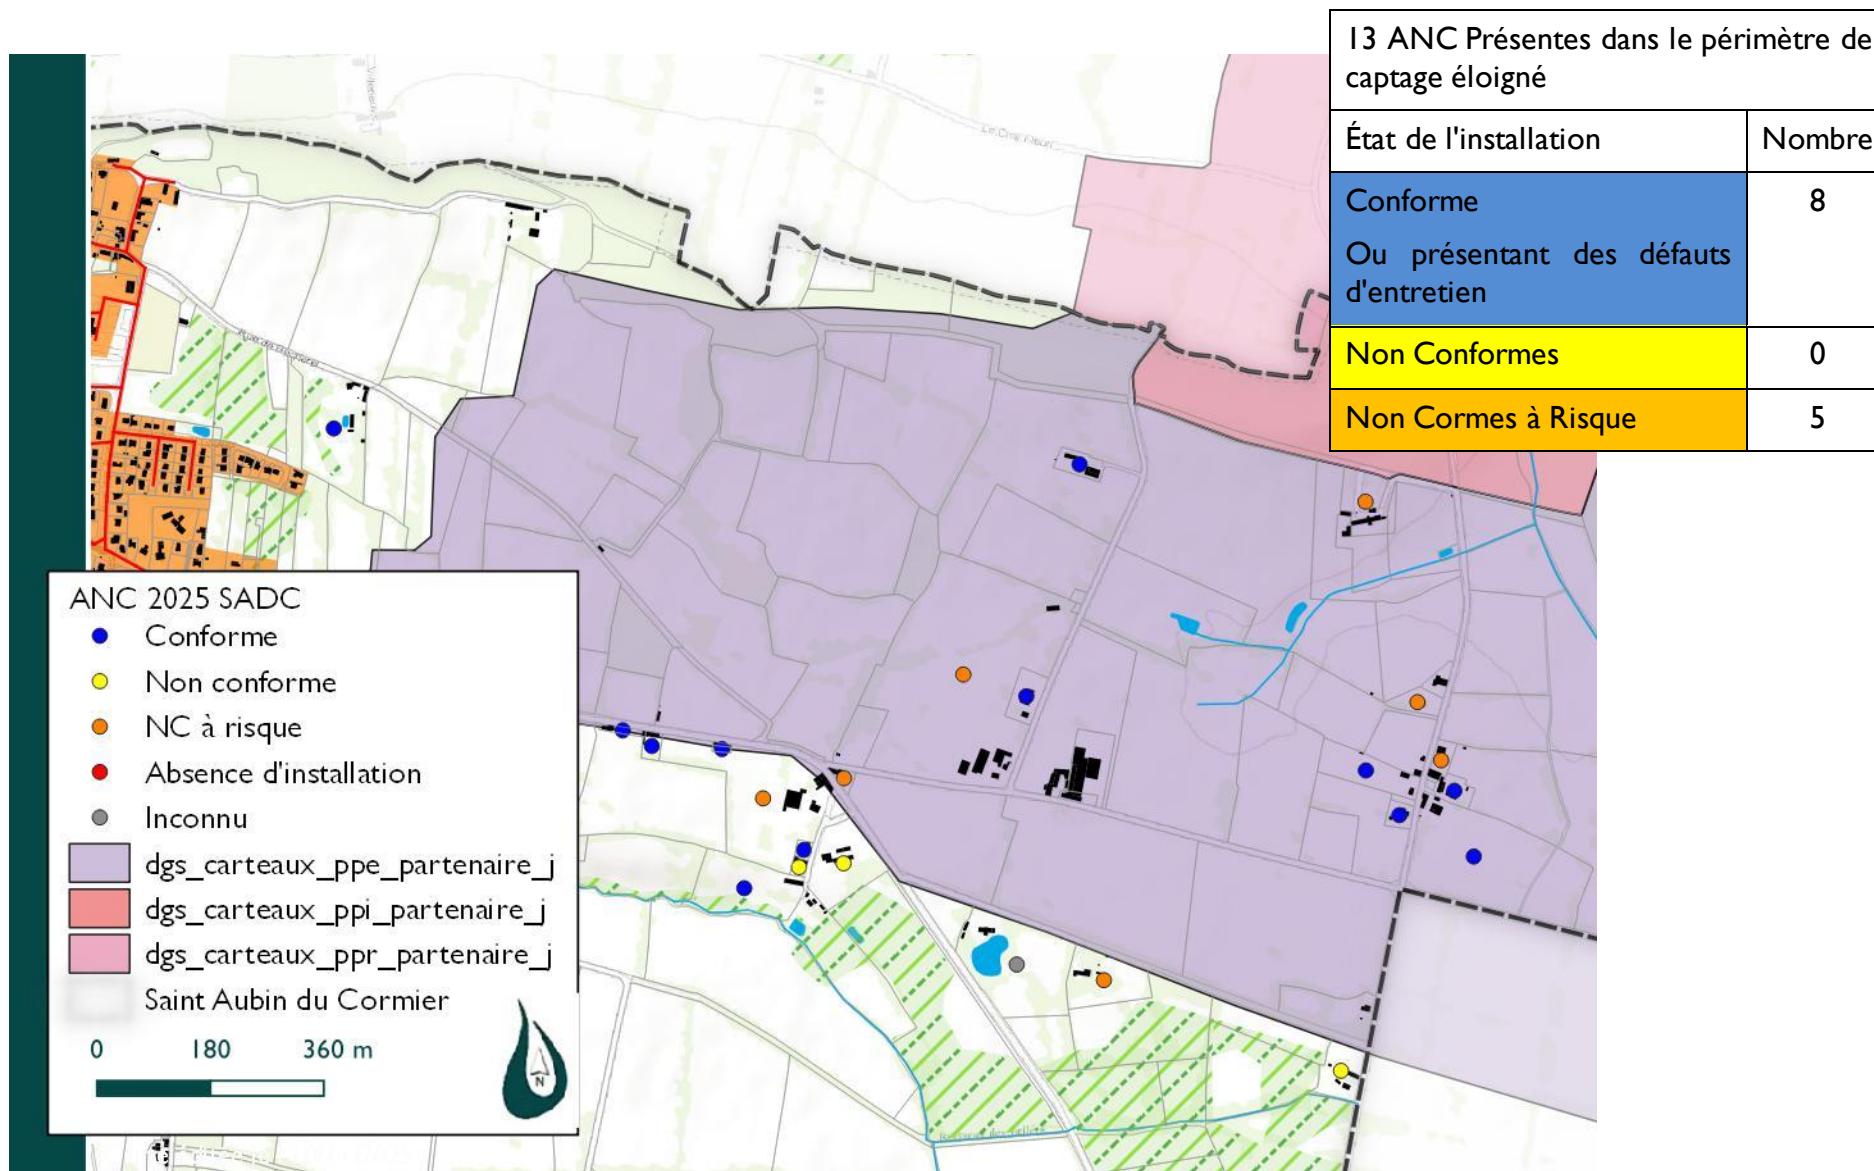 13 ANC Présentes dans le périmètre de
captage éloigné
État de l'installation Nombre
Conforme 8
Ou présentant des défauts
d'entretien
Non Conformes 0
Non Cormes à Risque 5
ANC 2025 SADC
Conforme
Non conforme
NC à risque
Absence d'installation
Inconnu
dgs_carteaux_ppe_partenaire_j
dgs_carteaux_ppi_partenaire_j
dgs_carteaux_ppr_partenaire_j
Saint Aubin du Cormier
0 180 360 m
N